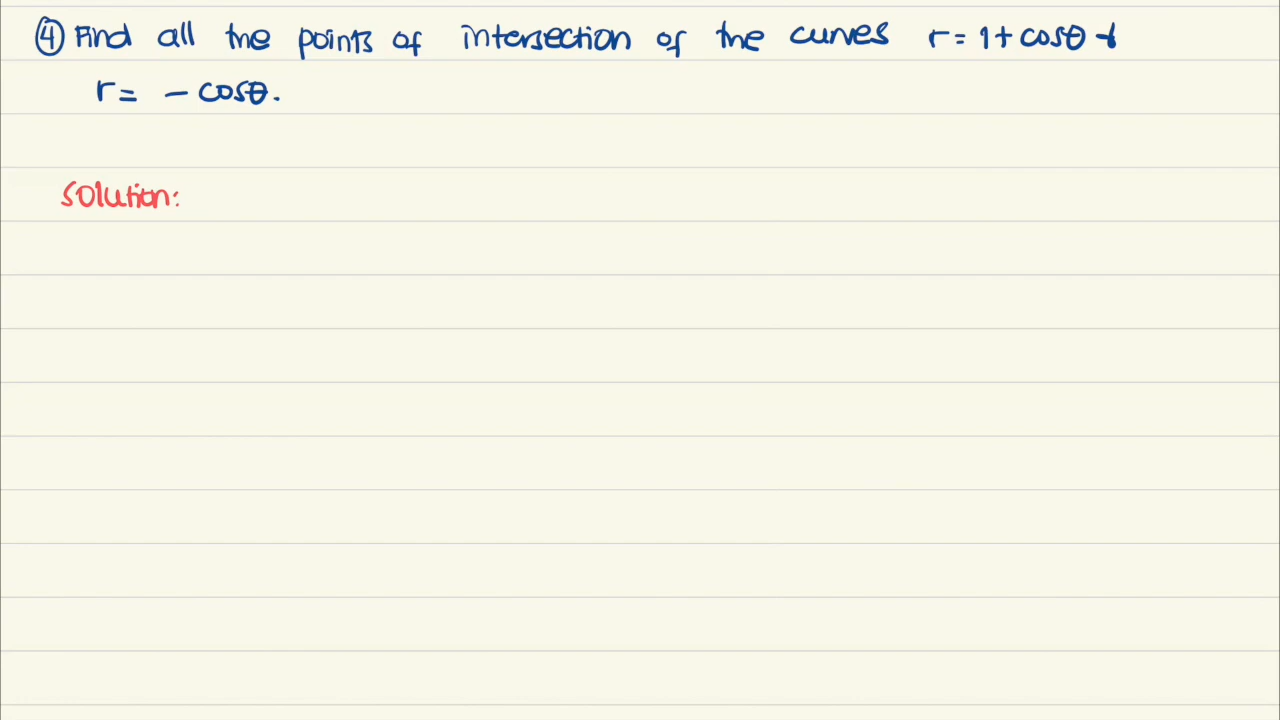 ④ Find all the points of intersection of the curves r = 1 + cosθ &
r = - cosθ.
Solution: